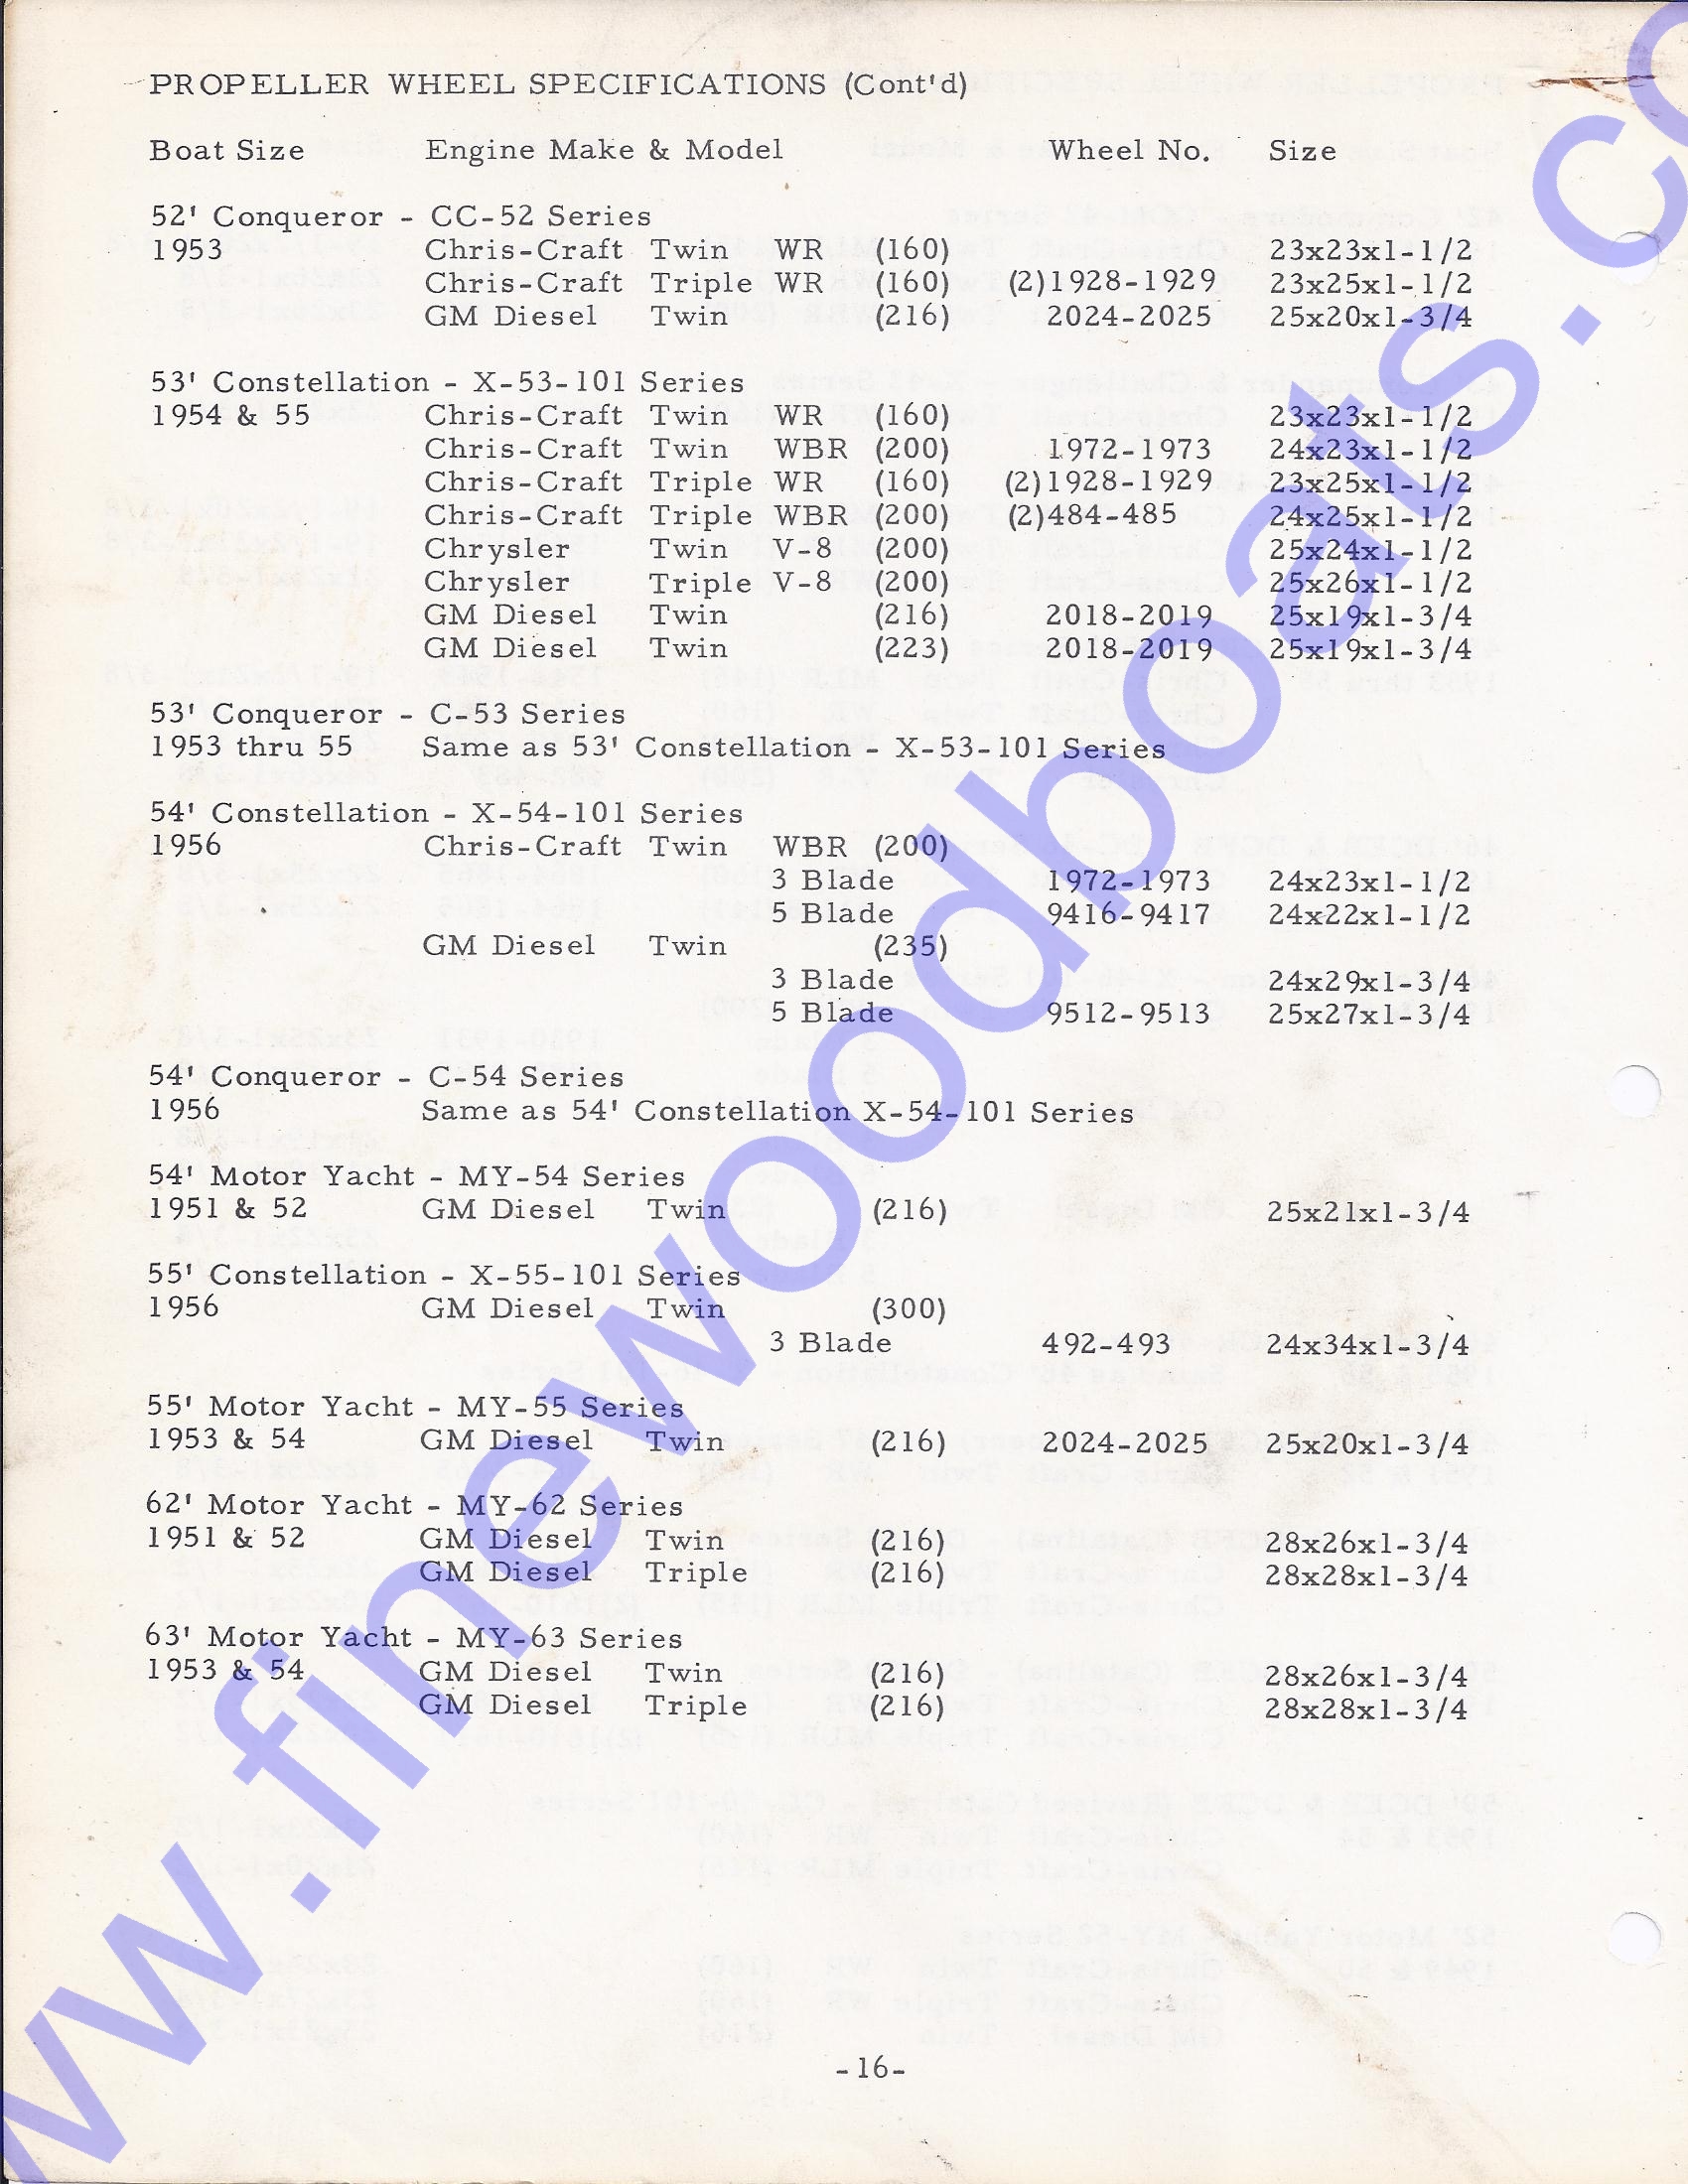 PROPELLER WHEEL SPECIFICATIONS (Cont'd)
Boat Size Engine Make & Model Wheel No. Size
52' Conqueror - CC-52 Series
1953 Chris-Craft Twin WR (160) 23x23x1-1/2
Chris-Craft Triple WR (160) (2)1928-1929 23x25x1-1/2
GM Diesel Twin (216) 2024-2025 25x20x1-3/4
53' Constellation - X-53-101 Series
1954 & 55 Chris-Craft Twin WR (160) 23x23x1-1/2
Chris-Craft Twin WBR (200) 1972-1973 24x23x1-1/2
Chris-Craft Triple WR (160) (2)1928-1929 23x25x1-1/2
Chris-Craft Triple WBR (200) (2)484-485 24x25x1-1/2
Chrysler Twin V-8 (200) 25x24x1-1/2
Chrysler Triple V-8 (200) 25x26x1-1/2
GM Diesel Twin (216) 2018-2019 25x19x1-3/4
GM Diesel Twin (223) 2018-2019 25x19x1-3/4
53' Conqueror - C-53 Series
1953 thru 55 Same as 53' Constellation - X-53-101 Series
54' Constellation - X-54-101 Series
1956 Chris-Craft Twin WBR (200)
3 Blade 1972-1973 24x23x1-1/2
5 Blade 9416-9417 24x22x1-1/2
GM Diesel Twin (235)
3 Blade 24x29x1-3/4
5 Blade 9512-9513 25x27x1-3/4
54' Conqueror - C-54 Series
1956 Same as 54' Constellation X-54-101 Series
54' Motor Yacht - MY-54 Series
1951 & 52 GM Diesel Twin (216) 25x21x1-3/4
55' Constellation - X-55-101 Series
1956 GM Diesel Twin (300)
3 Blade 492-493 24x34x1-3/4
55' Motor Yacht - MY-55 Series
1953 & 54 GM Diesel Twin (216) 2024-2025 25x20x1-3/4
62' Motor Yacht - MY-62 Series
1951 & 52 GM Diesel Twin (216) 28x26x1-3/4
GM Diesel Triple (216) 28x28x1-3/4
63' Motor Yacht - MY-63 Series
1953 & 54 GM Diesel Twin (216) 28x26x1-3/4
GM Diesel Triple (216) 28x28x1-3/4
-16-
www.finewoodboats.co